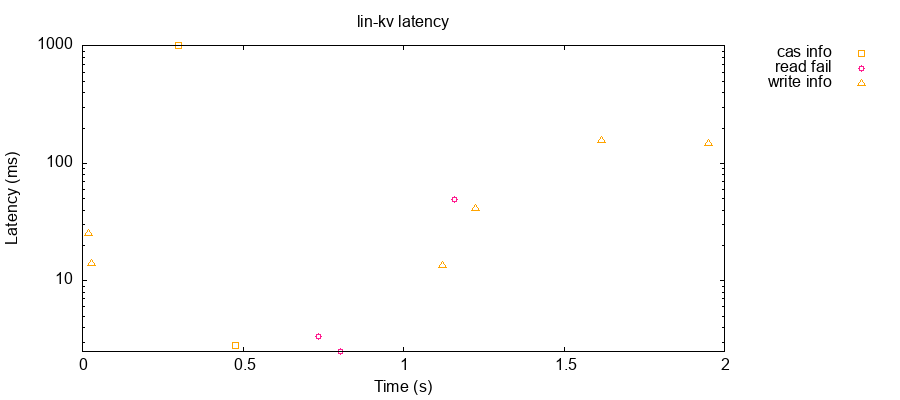 lin-kv latency
1000
100
10
Latency (ms)
0
0.5
1
1.5
2
Time (s)
cas info
read fail
write info